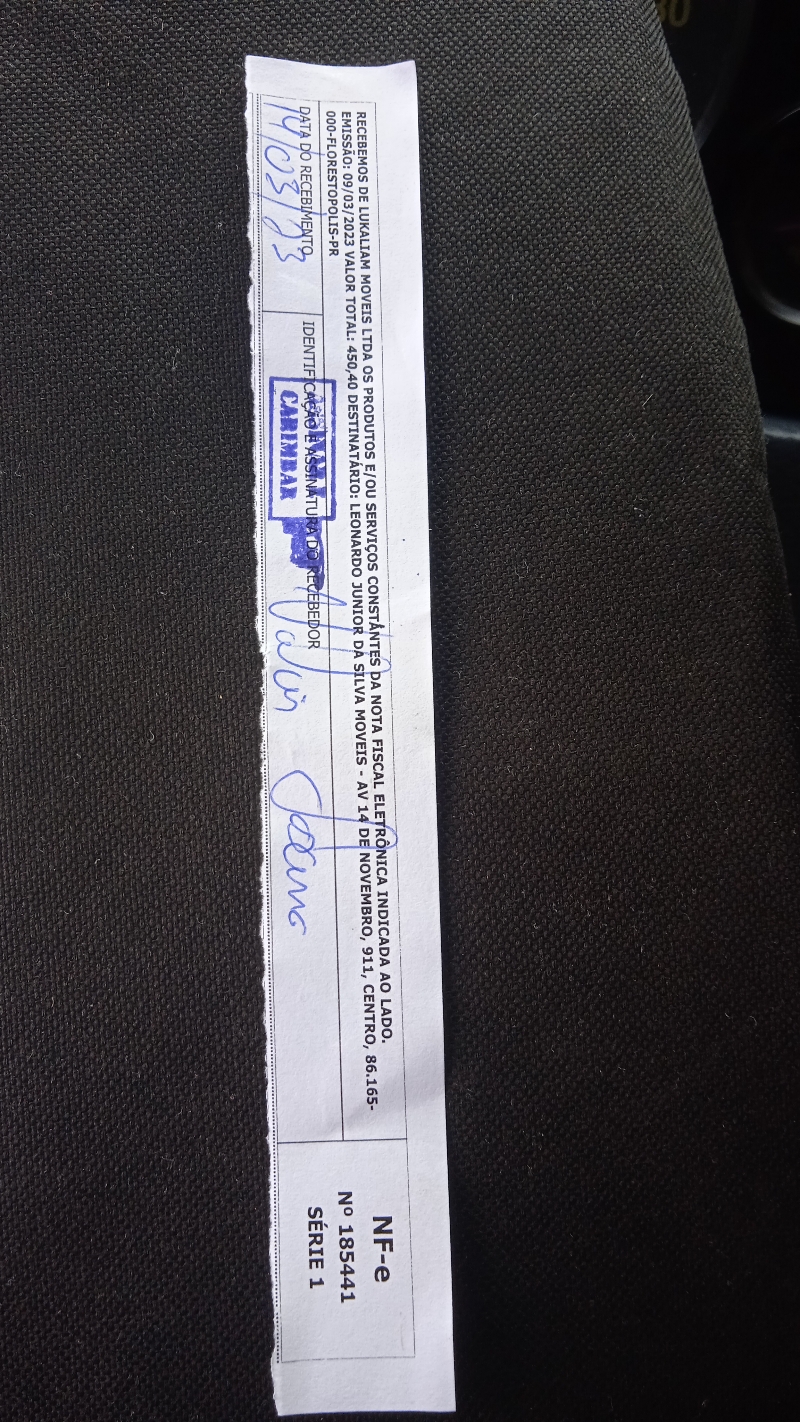 RECEBEMOS DE LUKALIAM MOVEIS LTDA OS PRODUTOS E/OU SERVIÇOS CONSTANTES DA NOTA FISCAL ELETRÔNICA INDICADA AO LADO.
EMISSÃO: 09/03/2023 VALOR TOTAL: 450,40 DESTINATÁRIO: LEONARDO JUNIOR DA SILVA MOVEIS - AV 14 DE NOVEMBRO, 911, CENTRO, 86.165-
000-FLORESTOPOLIS-PR
DATA DO RECEBIMENTO
14/03/23
IDENTIFICAÇÃO E ASSINATURA DO RECEBEDOR
CARIMBAR
NF-e
Nº 185441
SÉRIE 1
80